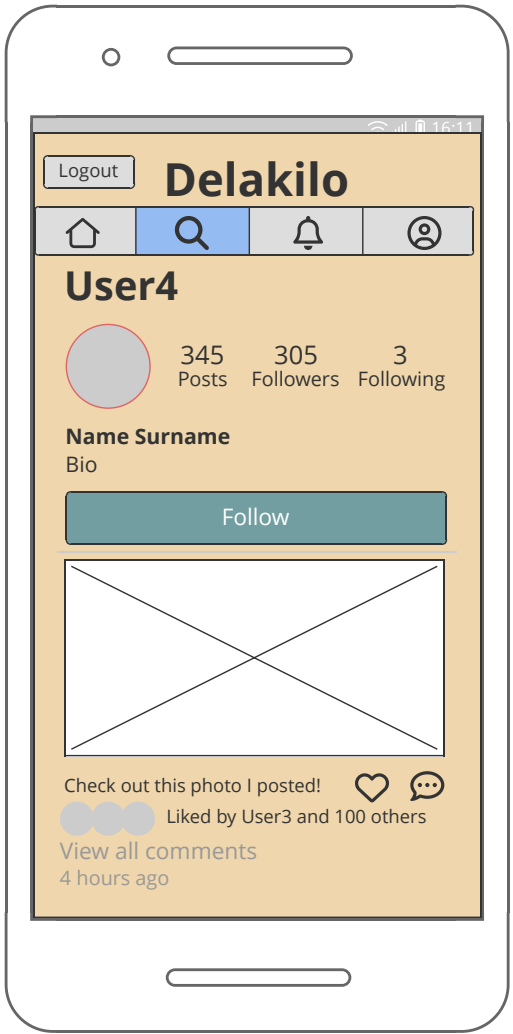 16:11
Logout
Delakilo
User4
345 305 3
Posts Followers Following
Name Surname
Bio
Follow
Check out this photo I posted!
Liked by User3 and 100 others
View all comments
4 hours ago